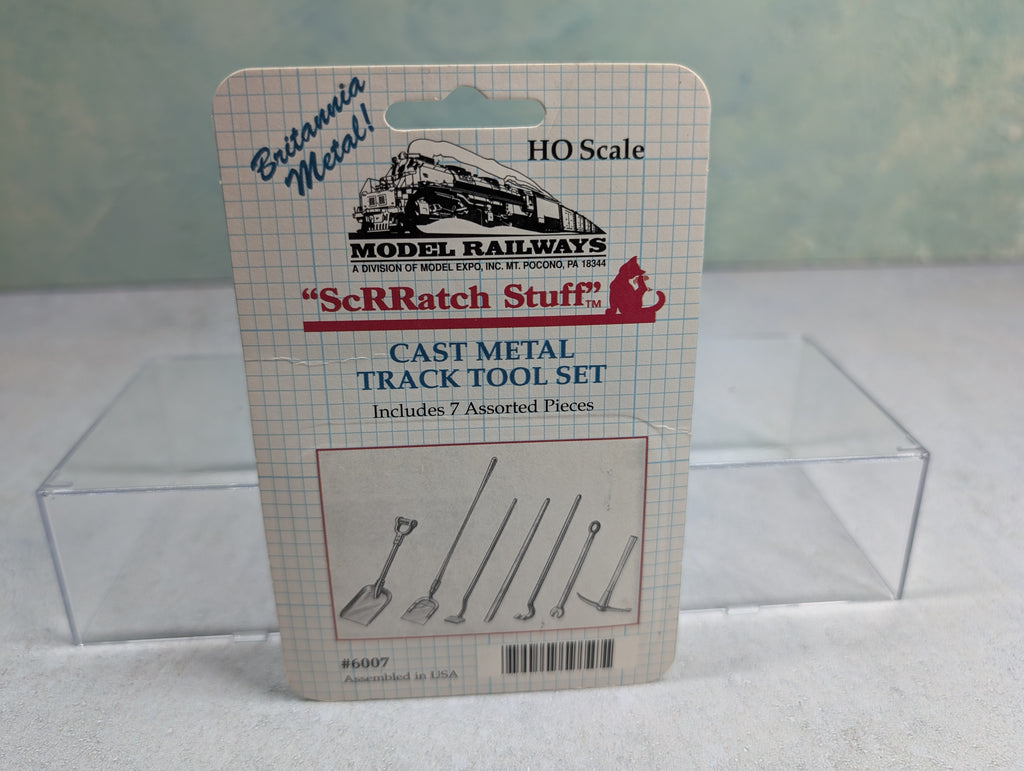 Britannia
Metal!
HO Scale
MODEL RAILWAYS
A DIVISION OF MODEL EXPO, INC. MT. POCONO, PA 18344
“ScRRatch Stuff”TM
CAST METAL
TRACK TOOL SET
Includes 7 Assorted Pieces
#6007
Assembled in USA